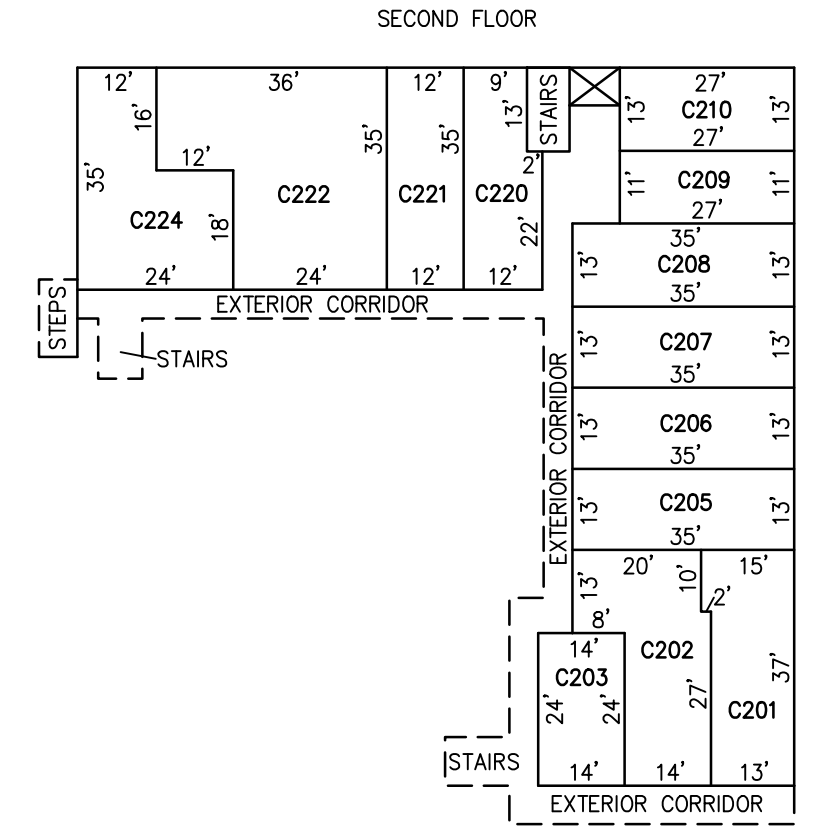 SECOND FLOOR
12'
36'
12'
9'
STAIRS
27'
16'
13'
13'
C210
13'
35'
35'
27'
12'
2'
35'
11'
C209
11'
C222
C221
C220
27'
C224
18'
22'
35'
13'
C208
13'
24'
24'
12'
12'
35'
STEPS
EXTERIOR CORRIDOR
STAIRS
13'
C207
13'
35'
EXTERIOR CORRIDOR
13'
C206
13'
35'
13'
C205
13'
35'
20'
10'
15'
13'
2'
8'
14'
C202
37'
C203
24'
24'
27'
C201
STAIRS
14'
14'
13'
EXTERIOR CORRIDOR